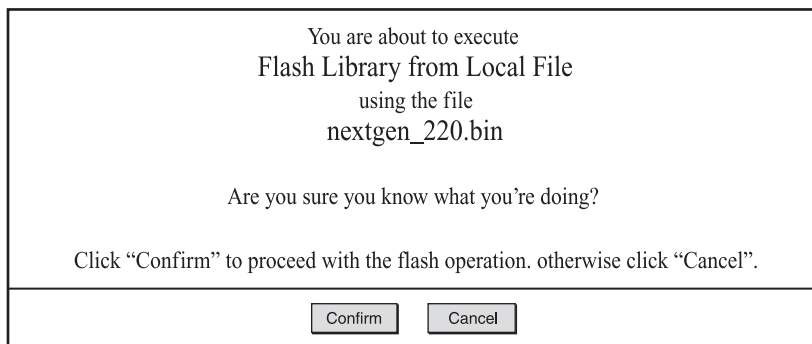 You are about to execute
Flash Library from Local File
using the file
nextgen_220.bin
Are you sure you know what you’re doing?
Click “Confirm” to proceed with the flash operation. otherwise click “Cancel”.
Confirm Cancel